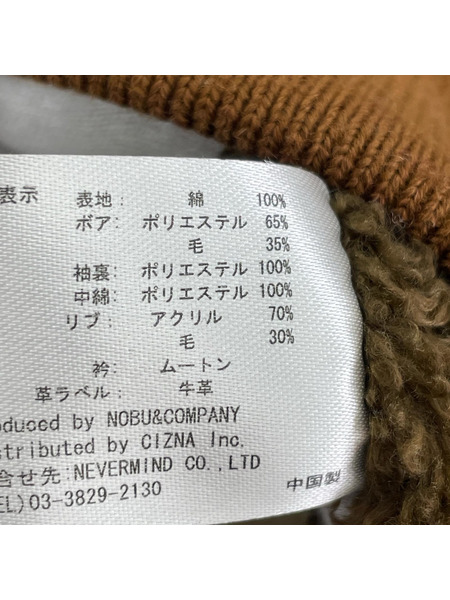 表示 表地: 綿 100%
ボア: ポリエステル 65%
毛 35%
袖裏: ポリエステル 100%
中綿: ポリエステル 100%
リブ: アクリル 70%
毛 30%
衿: ムートン
革ラベル: 牛革
oduced by NOBU&COMPANY
stributed by CIZNA Inc.
合せ先:NEVERMIND CO.,LTD
EL)03-3829-2130 中国製